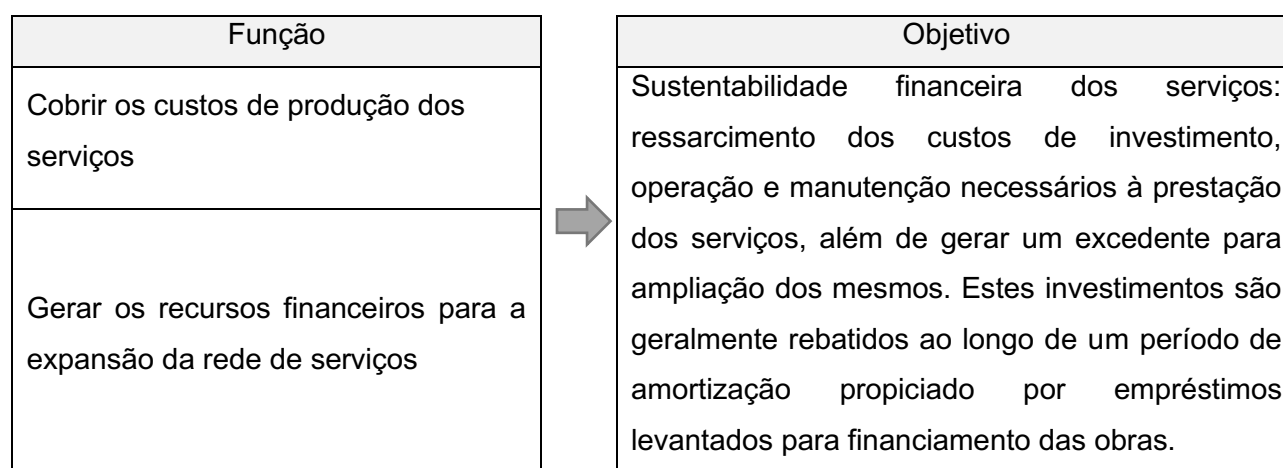 Função
Cobrir os custos de produção dos
serviços
Gerar os recursos financeiros para a
expansão da rede de serviços
Objetivo
Sustentabilidade financeira dos serviços:
ressarcimento dos custos de investimento,
operação e manutenção necessários à prestação
dos serviços, além de gerar um excedente para
ampliação dos mesmos. Estes investimentos são
geralmente rebatidos ao longo de um período de
amortização propiciado por empréstimos
levantados para financiamento das obras.